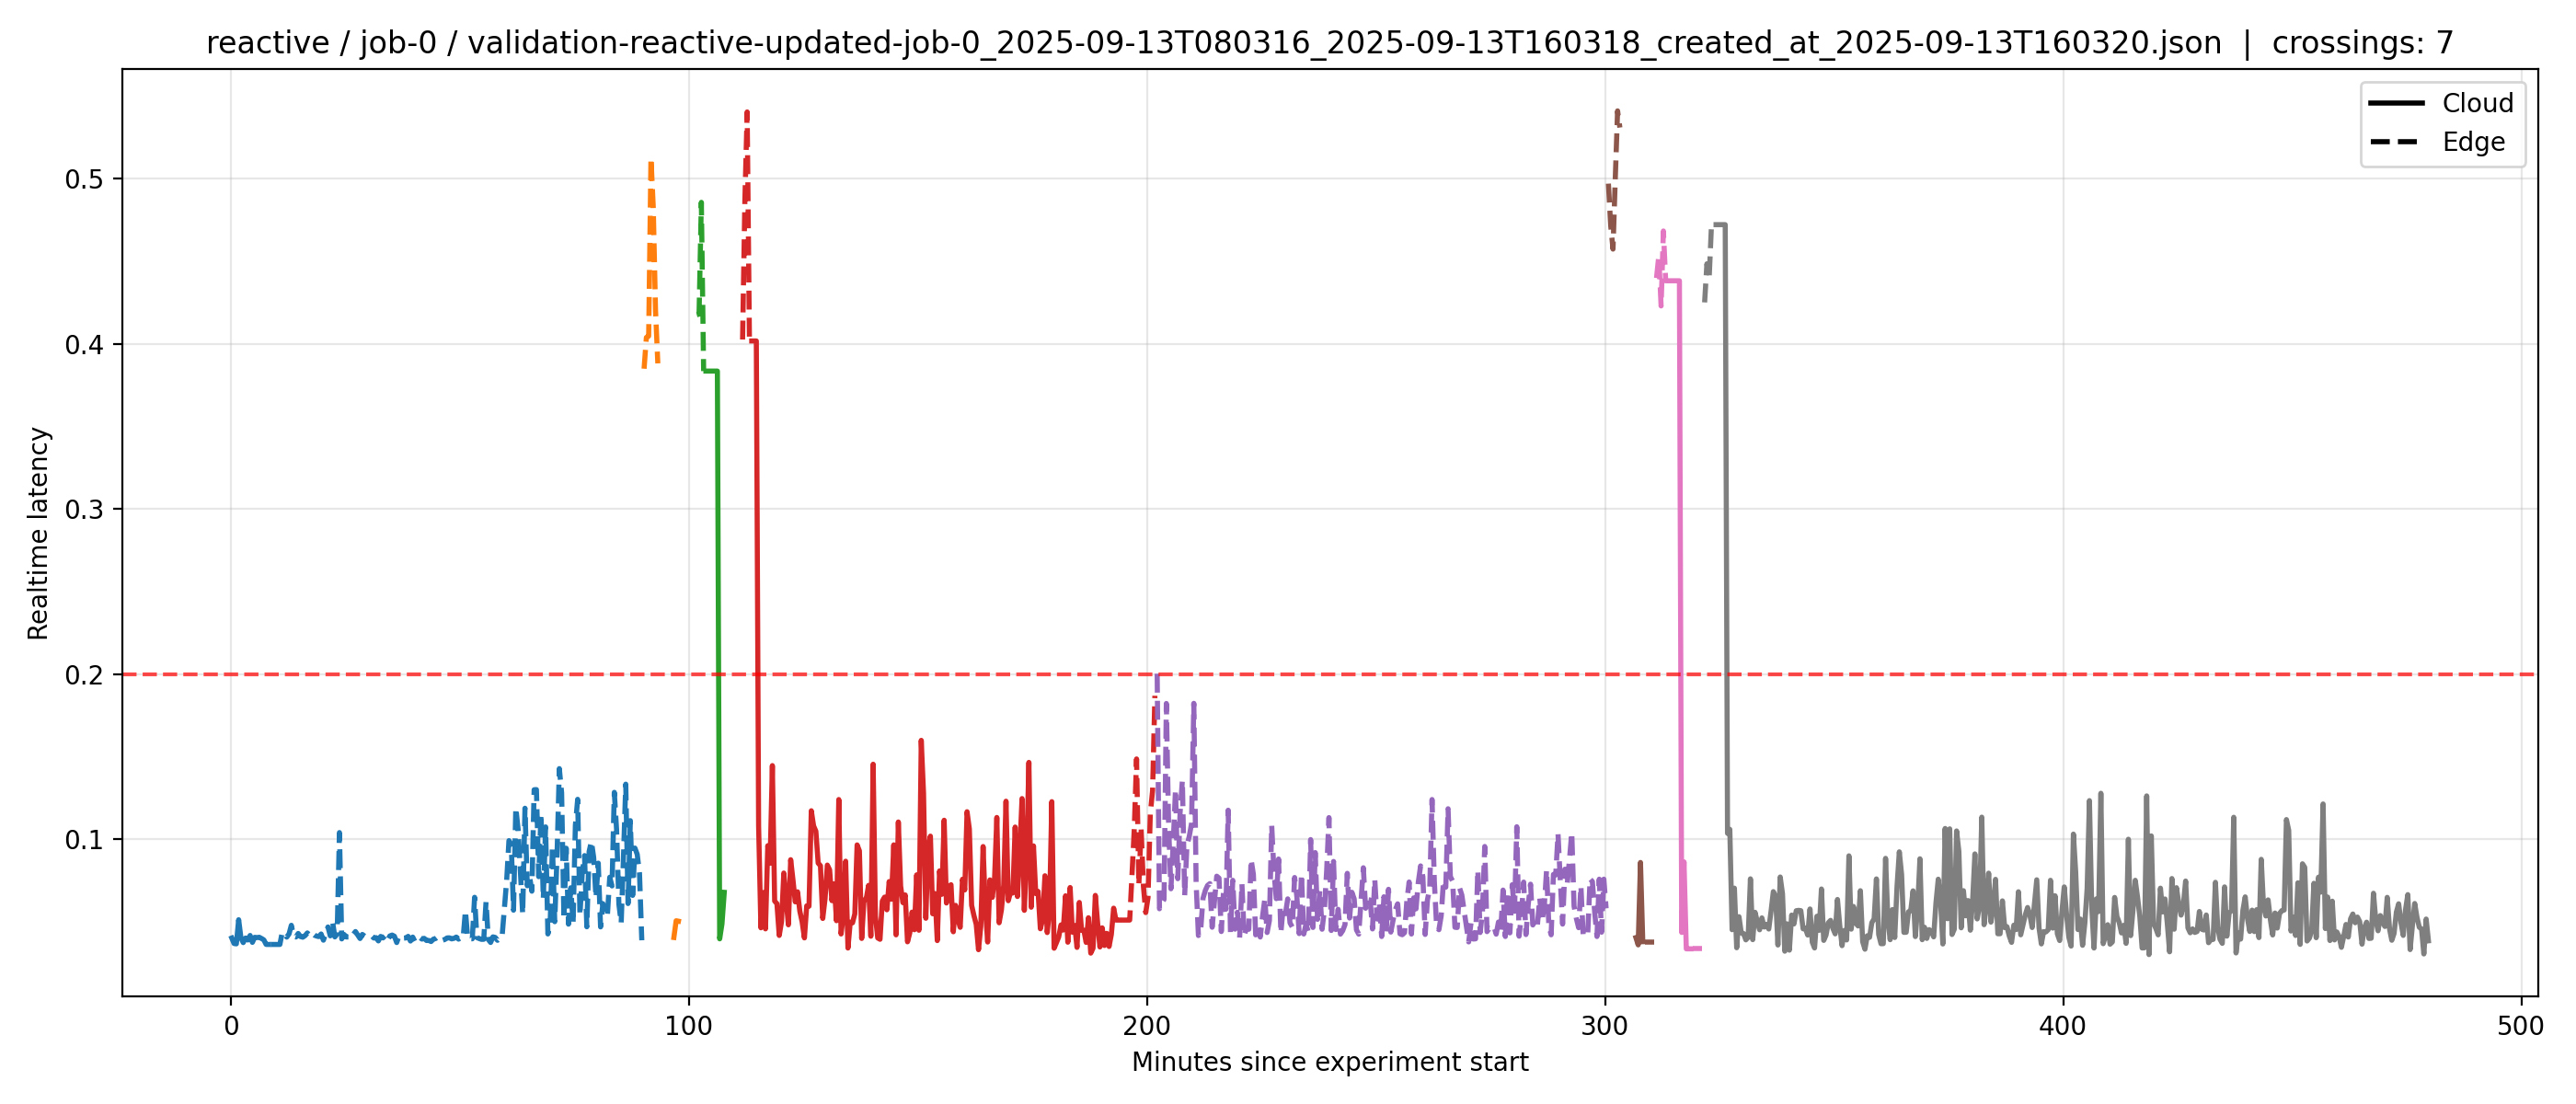 reactive / job-0 / validation-reactive-updated-job-0_2025-09-13T080316_2025-09-13T160318_created_at_2025-09-13T160320.json | crossings: 7
Cloud
Edge
Realtime latency
0.5
0.4
0.3
0.2
0.1
0
100
200
300
400
500
Minutes since experiment start